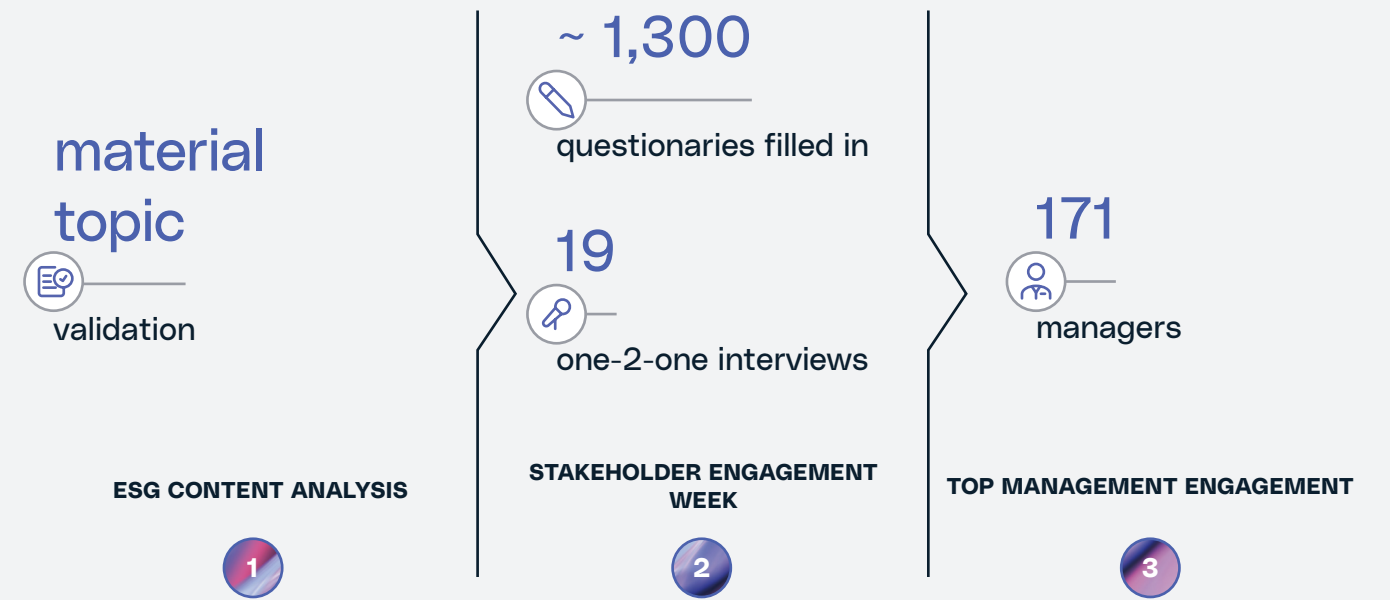 material
topic
validation
ESG CONTENT ANALYSIS
1
~ 1,300
questionaries filled in
19
one-2-one interviews
STAKEHOLDER ENGAGEMENT
WEEK
2
171
managers
TOP MANAGEMENT ENGAGEMENT
3